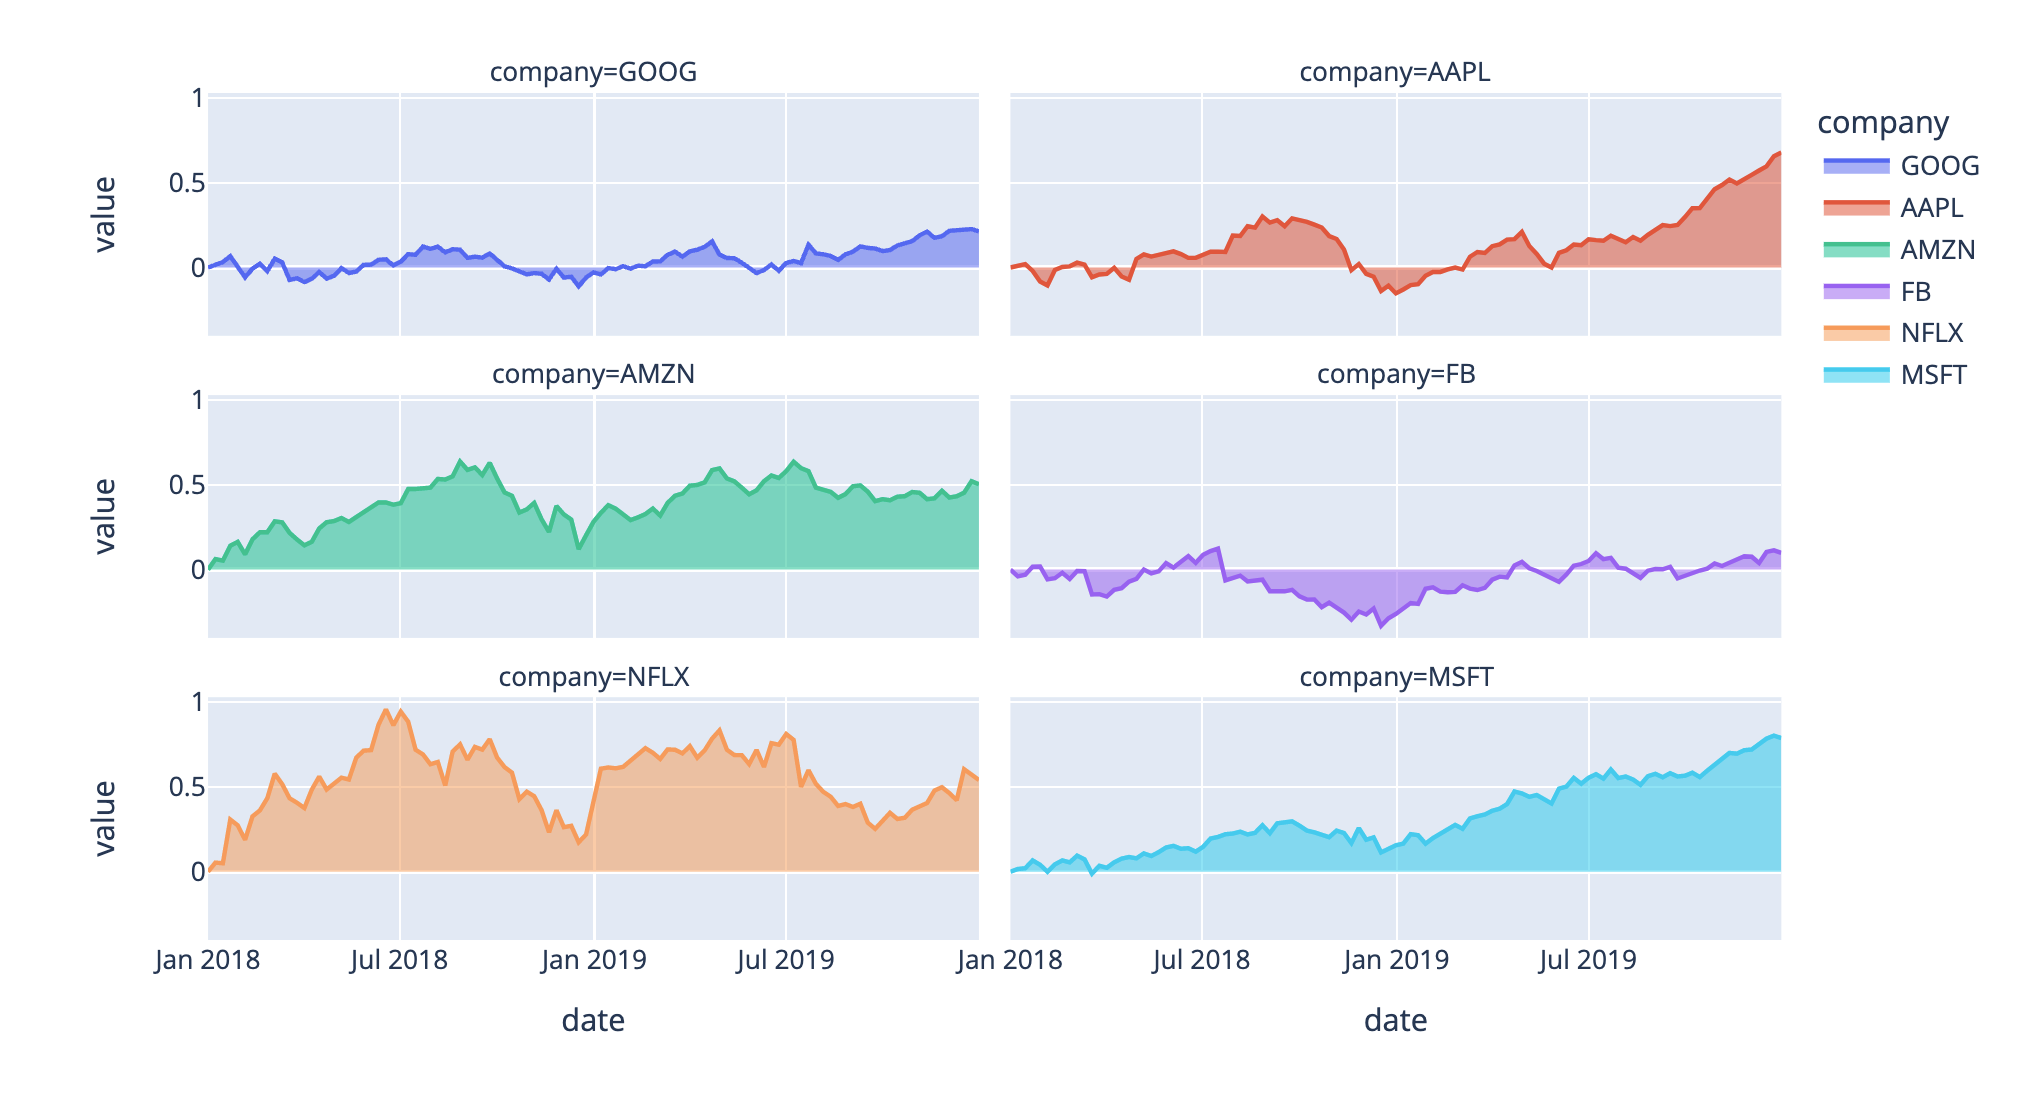 company=GOOG
company=AAPL
1
0.5
0
value
company
GOOG
AAPL
AMZN
FB
NFLX
MSFT
company=AMZN
company=FB
1
0.5
0
value
company=NFLX
company=MSFT
1
0.5
0
value
Jan 2018
Jul 2018
Jan 2019
Jul 2019
Jan 2018
Jul 2018
Jan 2019
Jul 2019
date
date